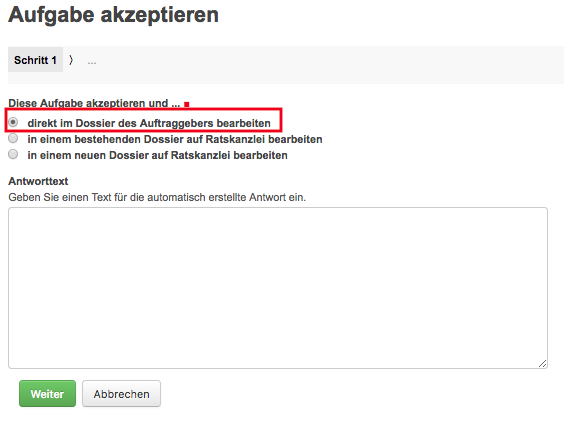 Aufgabe akzeptieren
Schritt 1 ⟩ ...
Diese Aufgabe akzeptieren und ...
direkt im Dossier des Auftraggebers bearbeiten
in einem bestehenden Dossier auf Ratskanzlei bearbeiten
in einem neuen Dossier auf Ratskanzlei bearbeiten
Antworttext
Geben Sie einen Text für die automatisch erstellte Antwort ein.
Weiter Abbrechen